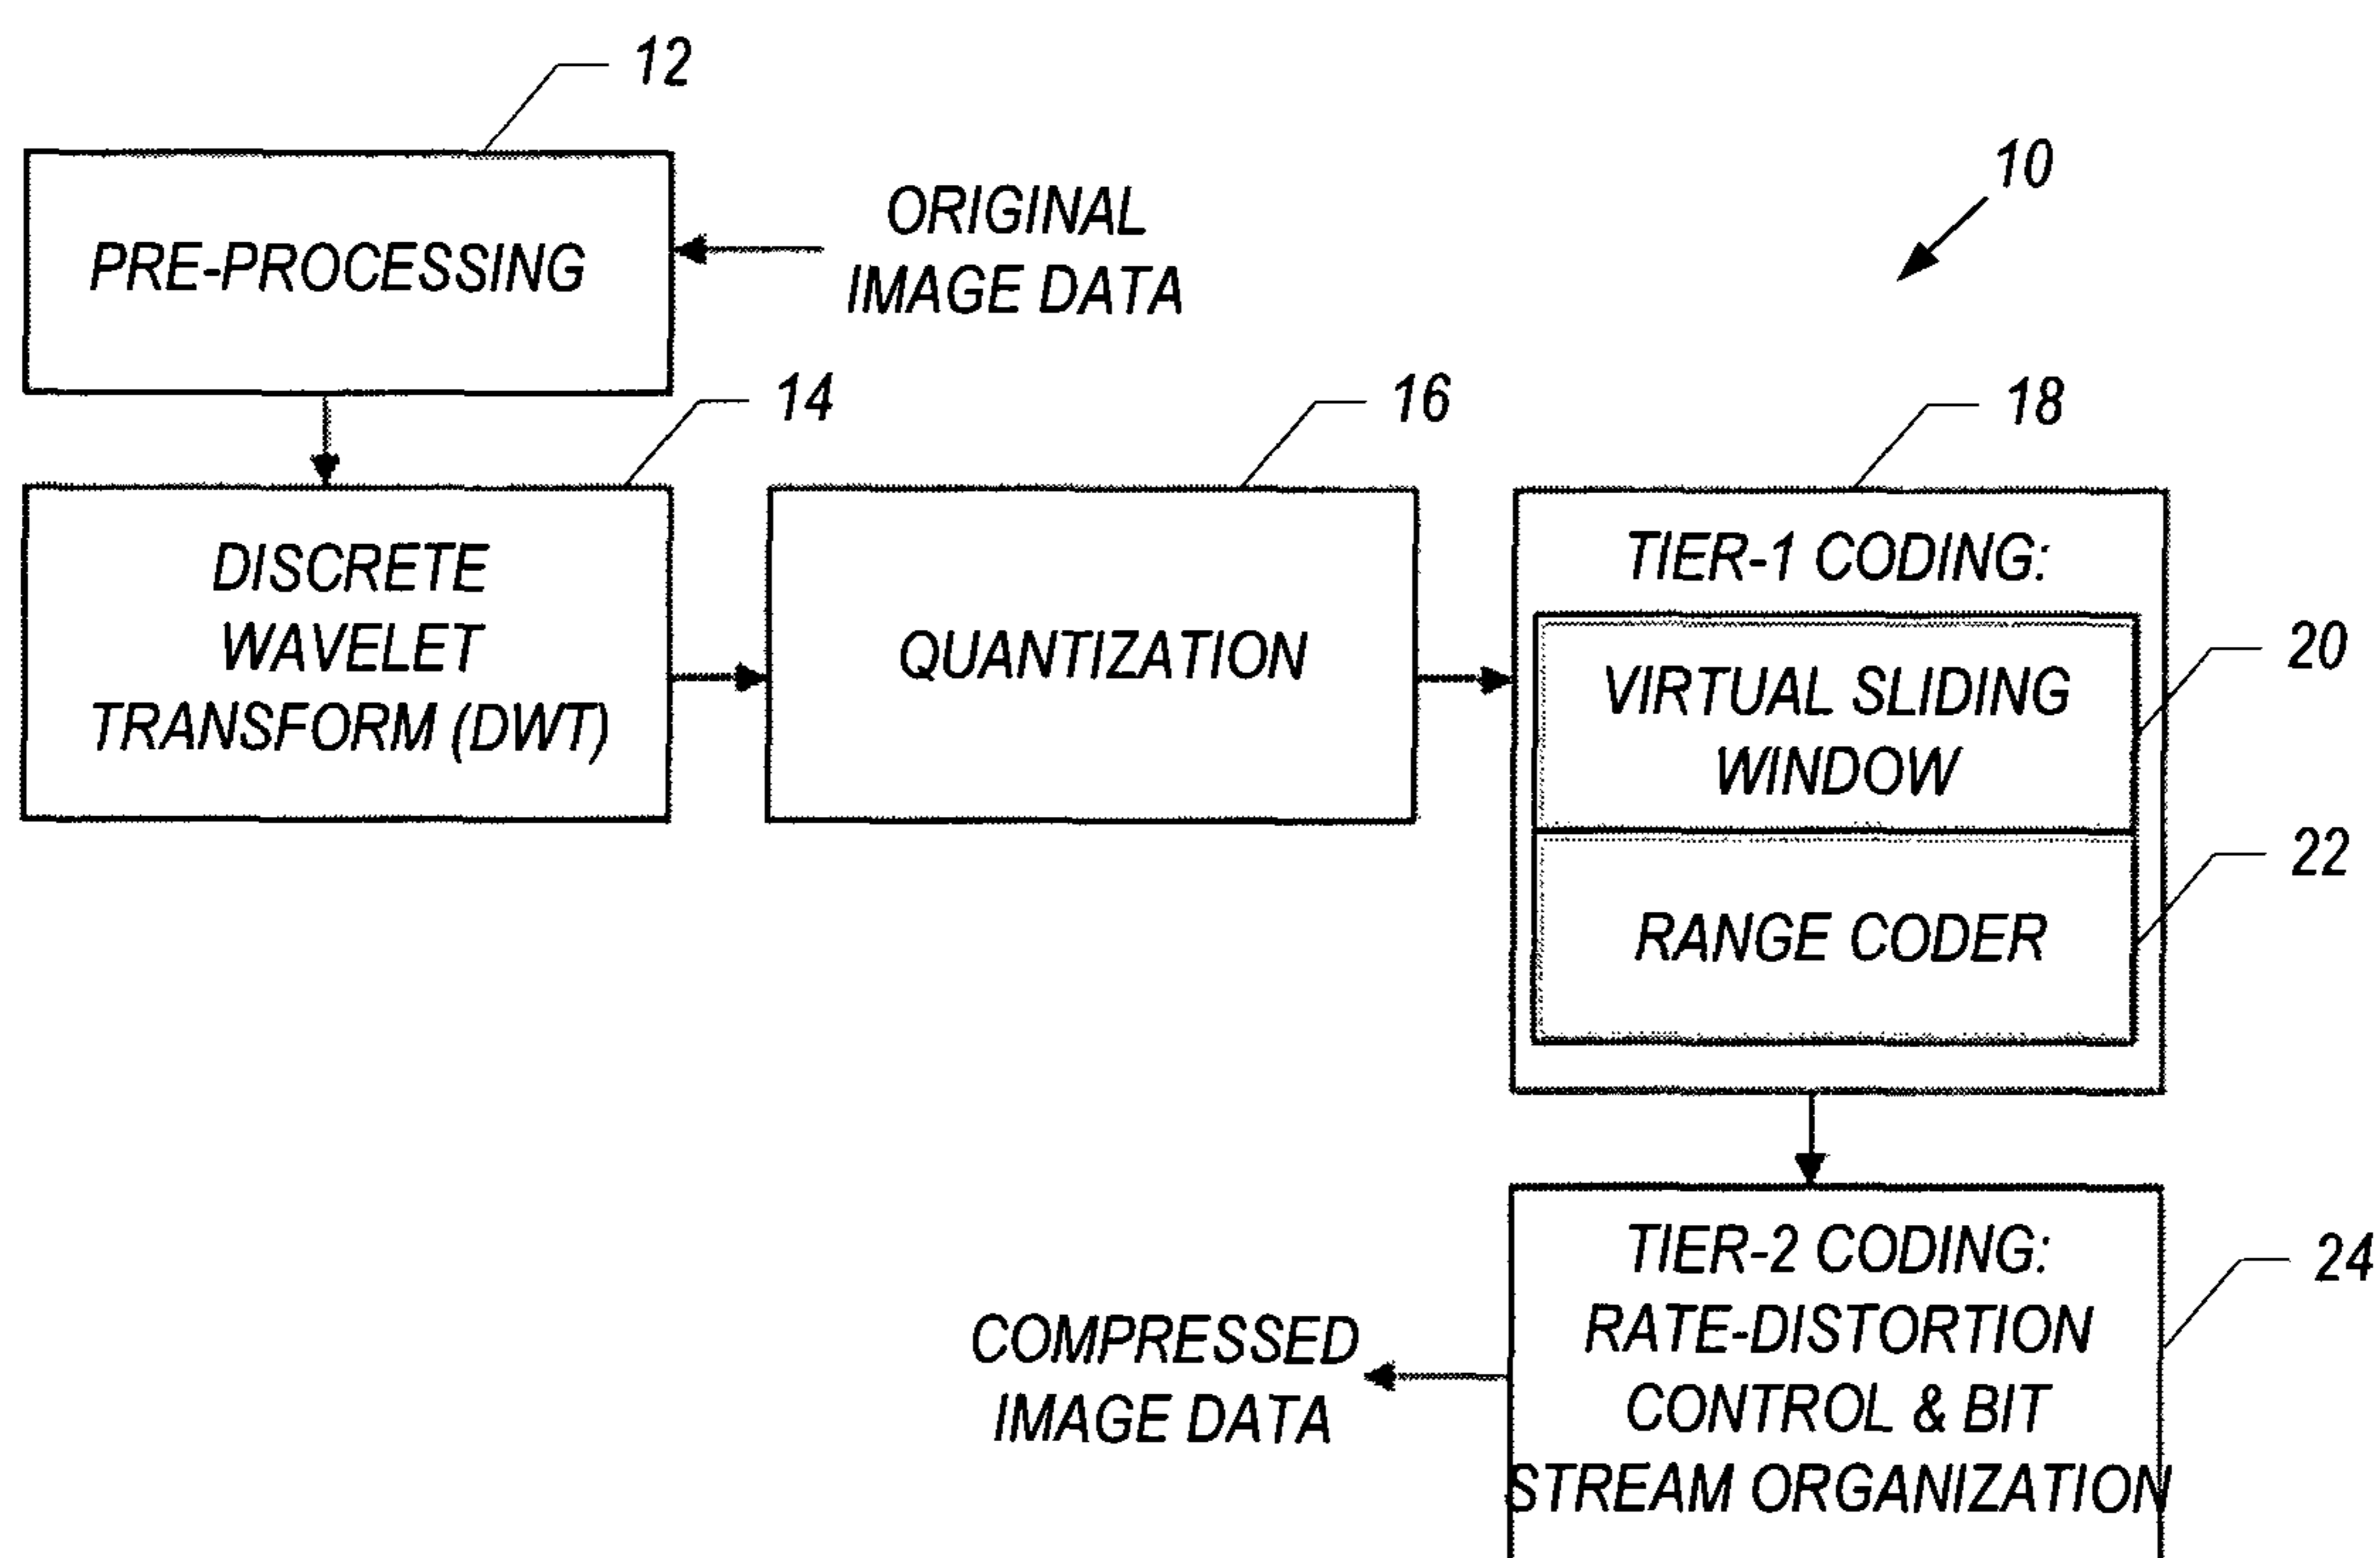 12
10
PRE-PROCESSING
ORIGINAL
IMAGE DATA
14
16
18
DISCRETE
WAVELET
TRANSFORM (DWT)
QUANTIZATION
TIER-1 CODING:
VIRTUAL SLIDING
WINDOW
20
RANGE CODER
22
TIER-2 CODING:
RATE-DISTORTION
CONTROL & BIT
STREAM ORGANIZATION
24
COMPRESSED
IMAGE DATA